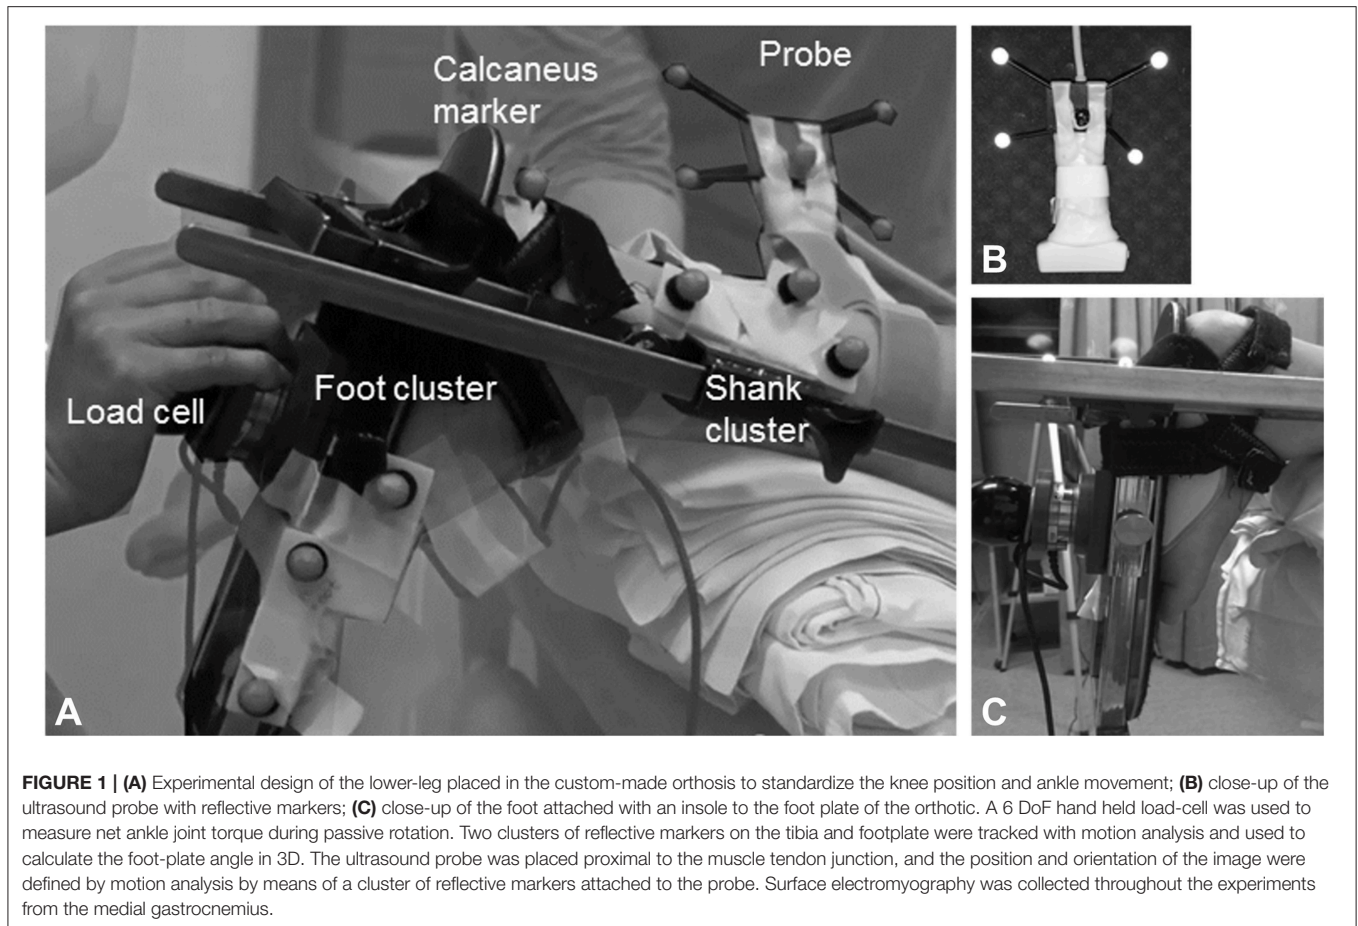 Calcaneus
marker
Probe
Load cell
Foot cluster
Shank
cluster
A
B
C
FIGURE 1 | (A) Experimental design of the lower-leg placed in the custom-made orthosis to standardize the knee position and ankle movement; (B) close-up of the
ultrasound probe with reflective markers; (C) close-up of the foot attached with an insole to the foot plate of the orthotic. A 6 DoF hand held load-cell was used to
measure net ankle joint torque during passive rotation. Two clusters of reflective markers on the tibia and footplate were tracked with motion analysis and used to
calculate the foot-plate angle in 3D. The ultrasound probe was placed proximal to the muscle tendon junction, and the position and orientation of the image were
defined by motion analysis by means of a cluster of reflective markers attached to the probe. Surface electromyography was collected throughout the experiments
from the medial gastrocnemius.